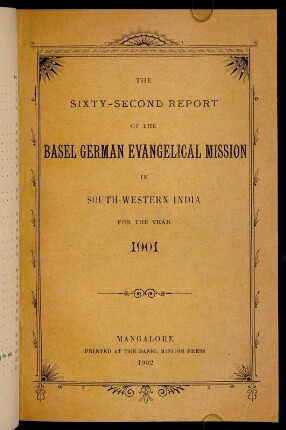 THE
SIXTY-SECOND REPORT
OF THE
BASEL GERMAN EVANGELICAL MISSION
IN
SOUTH-WESTERN INDIA
FOR THE YEAR
1901
MANGALORE
PRINTED AT THE BASEL MISSION PRESS
1902